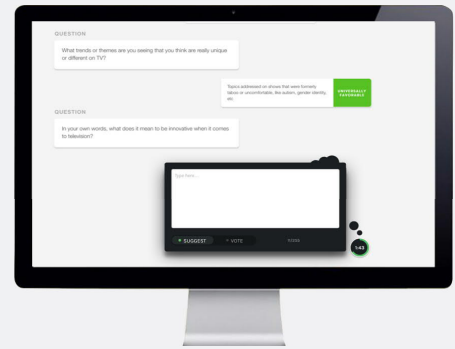 QUESTION
What trends or themes are you seeing that you think are really unique
or different on TV?
Topics addressed on shows that were formerly
taboo or uncomfortable, like autism, gender identity,
etc.
UNIVERSALLY
FAVORABLE
QUESTION
In your own words, what does it mean to be innovative when it comes
to television?
Type here...
SUGGEST
VOTE
1:43